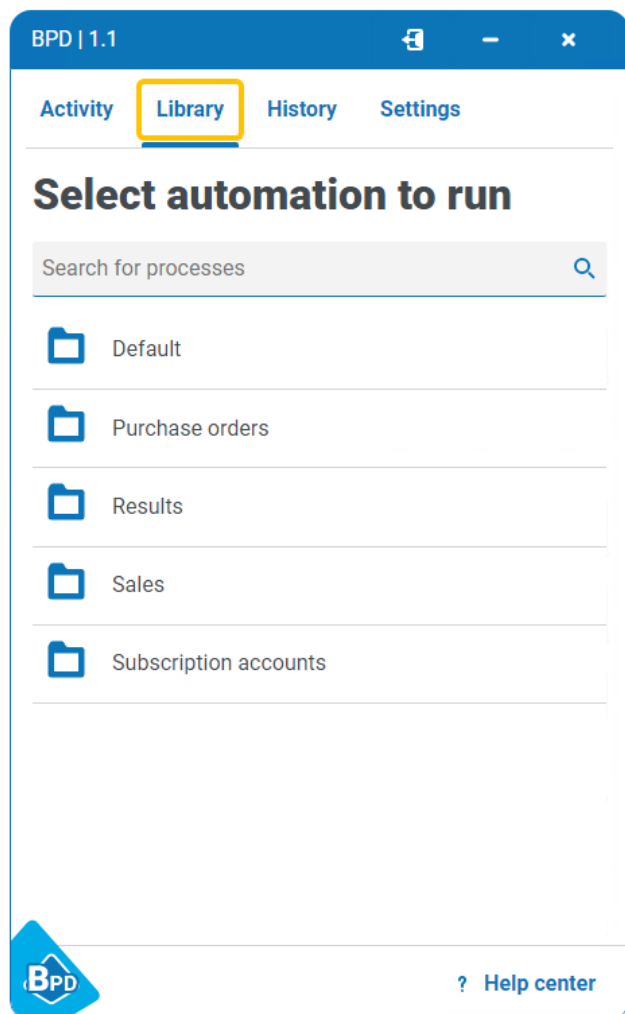 BPD | 1.1
Activity Library History Settings
Select automation to run
Search for processes
Default
Purchase orders
Results
Sales
Subscription accounts
BPD
? Help center